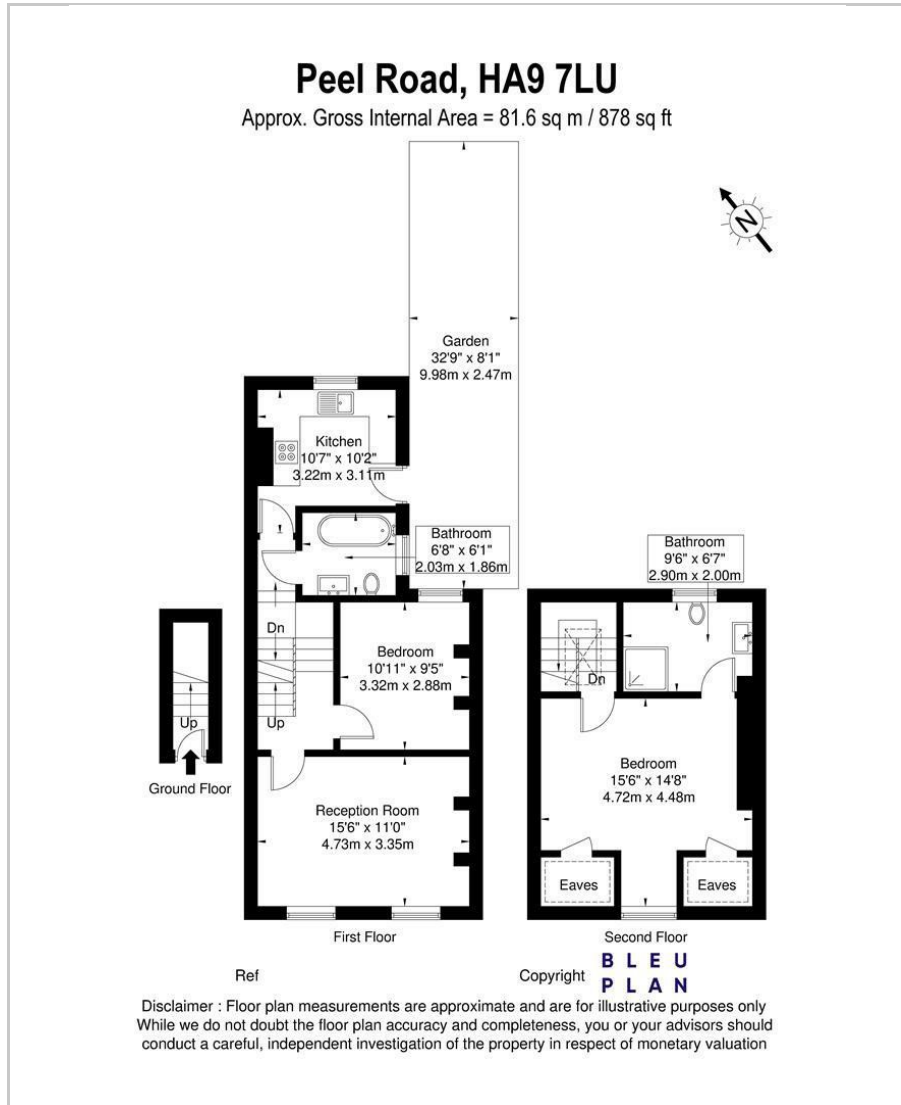 Peel Road, HA9 7LU
Approx. Gross Internal Area = 81.6 sq m / 878 sq ft
N
Garden
32'9" x 8'1"
9.98m x 2.47m
Kitchen
10'7" x 10'2"
3.22m x 3.11m
Bathroom
6'8" x 6'1"
2.03m x 1.86m
Bathroom
9'6" x 6'7"
2.90m x 2.00m
Dn
Up
Bedroom
10'11" x 9'5"
3.32m x 2.88m
Dn
Up
Ground Floor
Bedroom
15'6" x 14'8"
4.72m x 4.48m
Reception Room
15'6" x 11'0"
4.73m x 3.35m
Eaves
Eaves
First Floor
Second Floor
Ref
Copyright
BLEU
PLAN
Disclaimer : Floor plan measurements are approximate and are for illustrative purposes only
While we do not doubt the floor plan accuracy and completeness, you or your advisors should
conduct a careful, independent investigation of the property in respect of monetary valuation